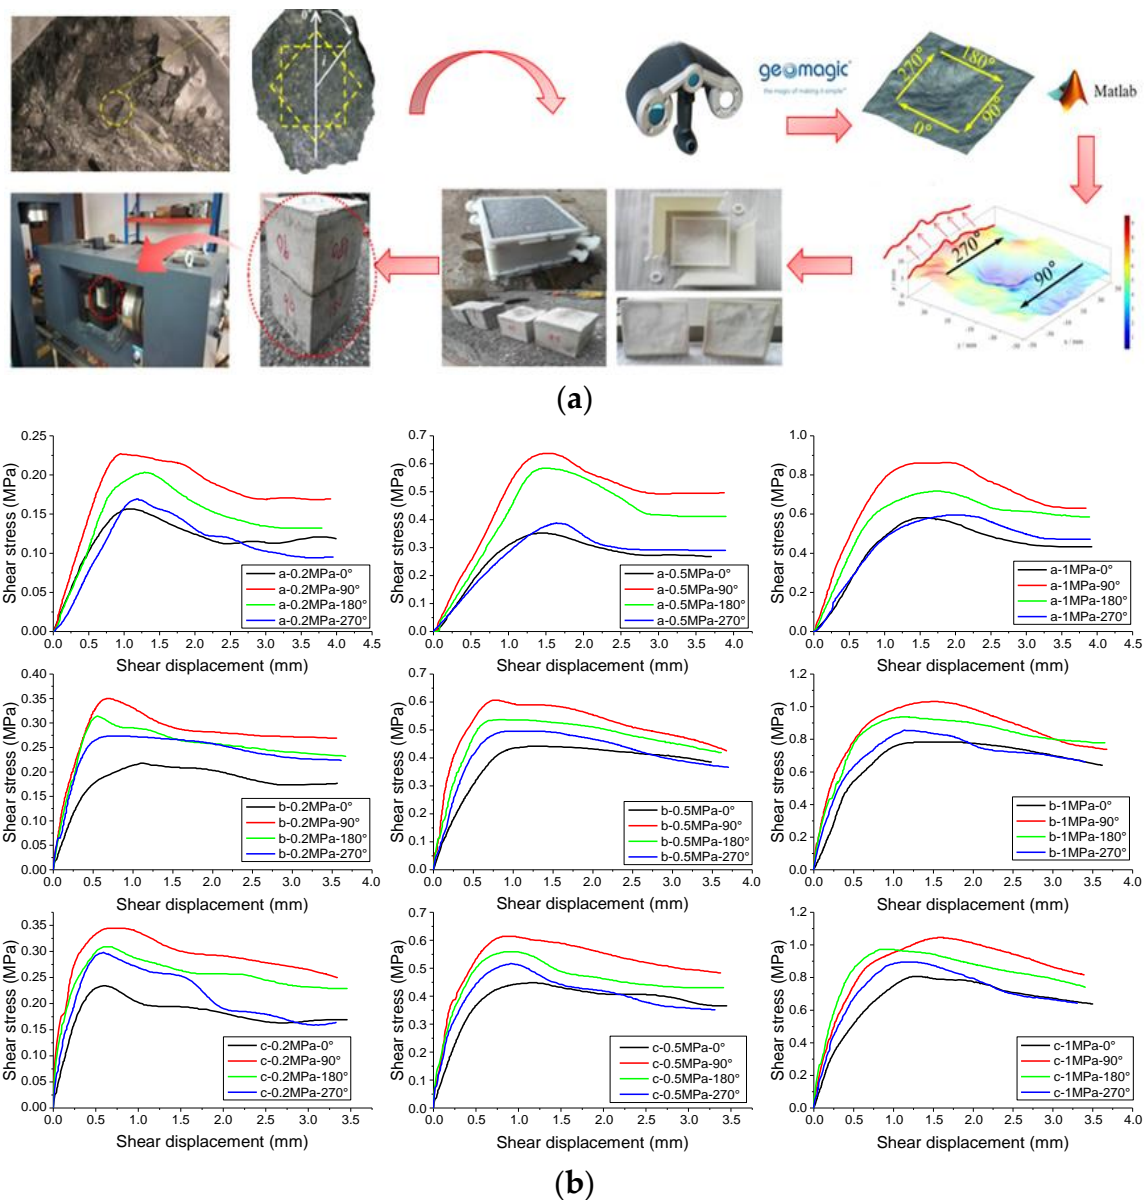 0°
i
geomagic
the magic of making it simple
270°
180°
90°
0°
Matlab
270°
90°
z / mm
y / mm
x / mm
(a)
Shear stress (MPa)
0.25
0.20
0.15
0.10
0.05
0.00
0.0 0.5 1.0 1.5 2.0 2.5 3.0 3.5 4.0 4.5
Shear displacement (mm)
a-0.2MPa-0°
a-0.2MPa-90°
a-0.2MPa-180°
a-0.2MPa-270°
Shear stress (MPa)
0.7
0.6
0.5
0.4
0.3
0.2
0.1
0.0
0.0 0.5 1.0 1.5 2.0 2.5 3.0 3.5 4.0 4.5
Shear displacement (mm)
a-0.5MPa-0°
a-0.5MPa-90°
a-0.5MPa-180°
a-0.5MPa-270°
Shear stress (MPa)
1.0
0.8
0.6
0.4
0.2
0.0
0.0 0.5 1.0 1.5 2.0 2.5 3.0 3.5 4.0 4.5
Shear displacement (mm)
a-1MPa-0°
a-1MPa-90°
a-1MPa-180°
a-1MPa-270°
Shear stress (MPa)
0.40
0.35
0.30
0.25
0.20
0.15
0.10
0.05
0.00
0.0 0.5 1.0 1.5 2.0 2.5 3.0 3.5 4.0
Shear displacement (mm)
b-0.2MPa-0°
b-0.2MPa-90°
b-0.2MPa-180°
b-0.2MPa-270°
Shear stress (MPa)
0.7
0.6
0.5
0.4
0.3
0.2
0.1
0.0
0.0 0.5 1.0 1.5 2.0 2.5 3.0 3.5 4.0
Shear displacement (mm)
b-0.5MPa-0°
b-0.5MPa-90°
b-0.5MPa-180°
b-0.5MPa-270°
Shear stress (MPa)
1.2
1.0
0.8
0.6
0.4
0.2
0.0
0.0 0.5 1.0 1.5 2.0 2.5 3.0 3.5 4.0
Shear displacement (mm)
b-1MPa-0°
b-1MPa-90°
b-1MPa-180°
b-1MPa-270°
Shear stress (MPa)
0.35
0.30
0.25
0.20
0.15
0.10
0.05
0.00
0.0 0.5 1.0 1.5 2.0 2.5 3.0 3.5
Shear displacement (mm)
c-0.2MPa-0°
c-0.2MPa-90°
c-0.2MPa-180°
c-0.2MPa-270°
Shear stress (MPa)
0.7
0.6
0.5
0.4
0.3
0.2
0.1
0.0
0.0 0.5 1.0 1.5 2.0 2.5 3.0 3.5
Shear displacement (mm)
c-0.5MPa-0°
c-0.5MPa-90°
c-0.5MPa-180°
c-0.5MPa-270°
Shear stress (MPa)
1.2
1.0
0.8
0.6
0.4
0.2
0.0
0.0 0.5 1.0 1.5 2.0 2.5 3.0 3.5 4.0
Shear displacement (mm)
c-1MPa-0°
c-1MPa-90°
c-1MPa-180°
c-1MPa-270°
(b)